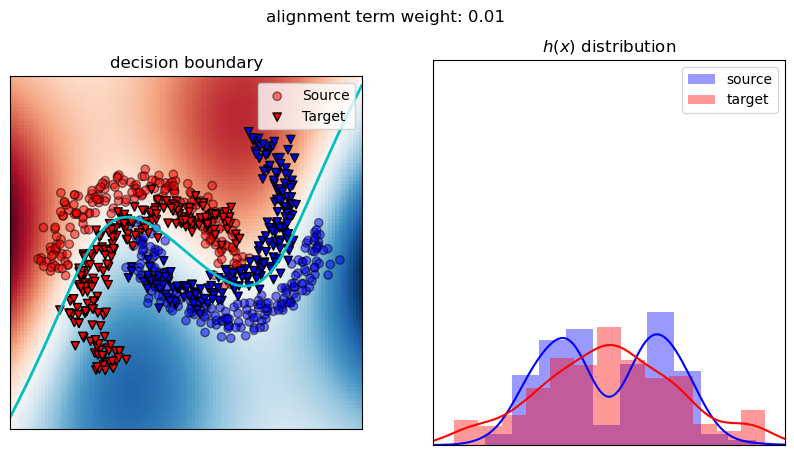 alignment term weight: 0.01
decision boundary
Source
Target
h(x) distribution
source
target